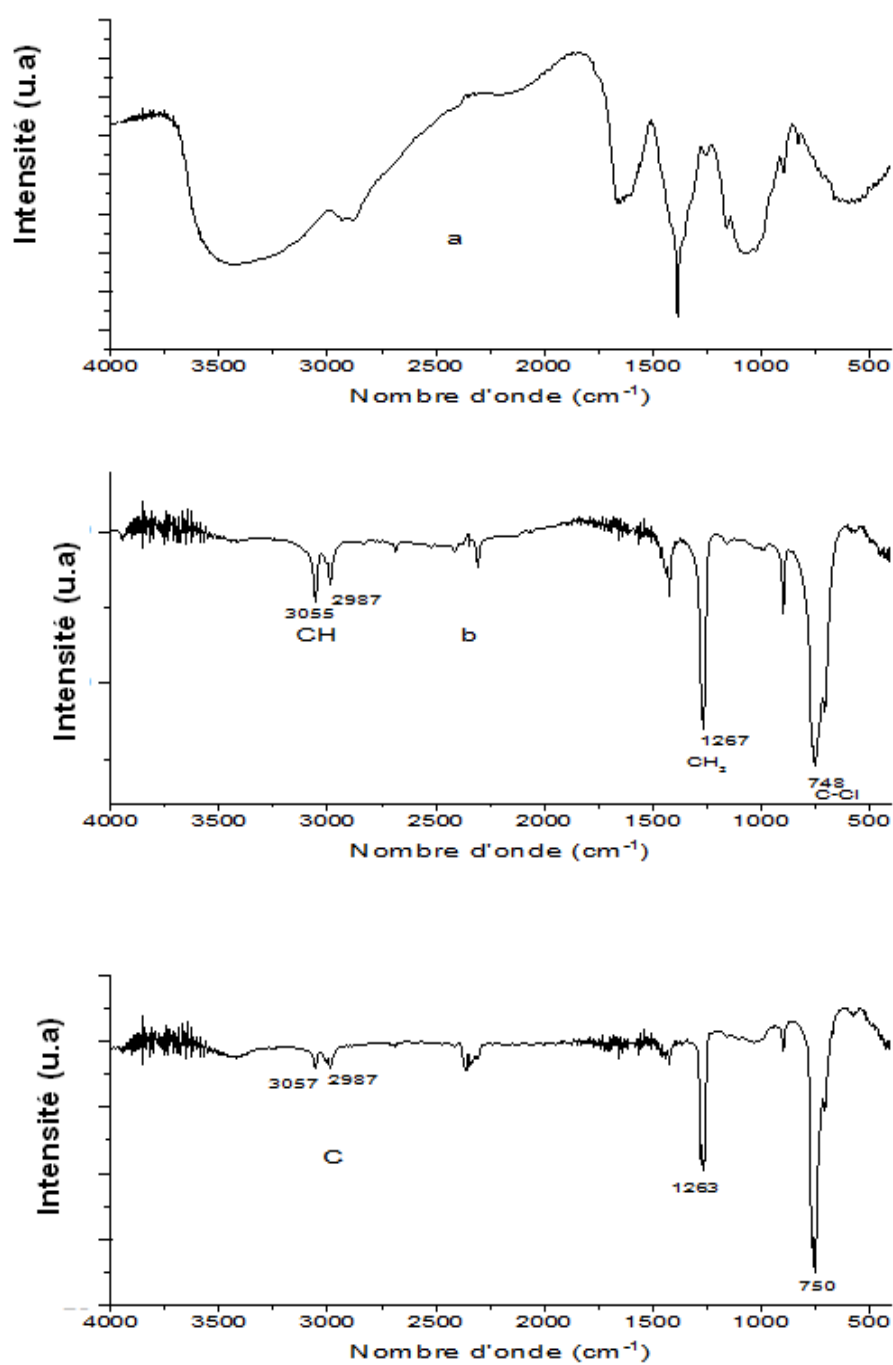 Intensité (u.a)
a
4000 3500 3000 2500 2000 1500 1000 500
Nombre d'onde (cm-1)
Intensité (u.a)
3055 2987
CH
b
1267
CH2
748
C-Cl
4000 3500 3000 2500 2000 1500 1000 500
Nombre d'onde (cm-1)
Intensité (u.a)
3057 2987
C
1263
750
4000 3500 3000 2500 2000 1500 1000 500
Nombre d'onde (cm-1)